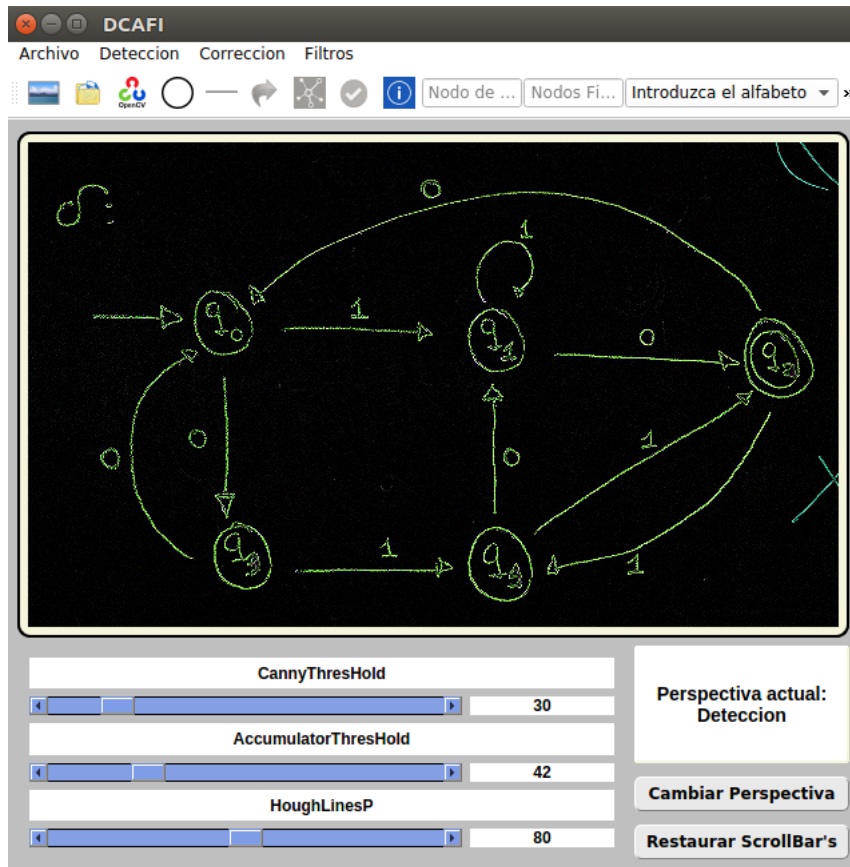 DCAFI
Archivo Deteccion Correccion Filtros
OpenCV
Nodo de ... Nodos Fi... Introduzca el alfabeto
δ:
0
1
q0
1
q1
0
q2
0
0
0
1
q3
1
q3
1
CannyThresHold
30
AccumulatorThresHold
42
HoughLinesP
80
Perspectiva actual:
Deteccion
Cambiar Perspectiva
Restaurar ScrollBar's